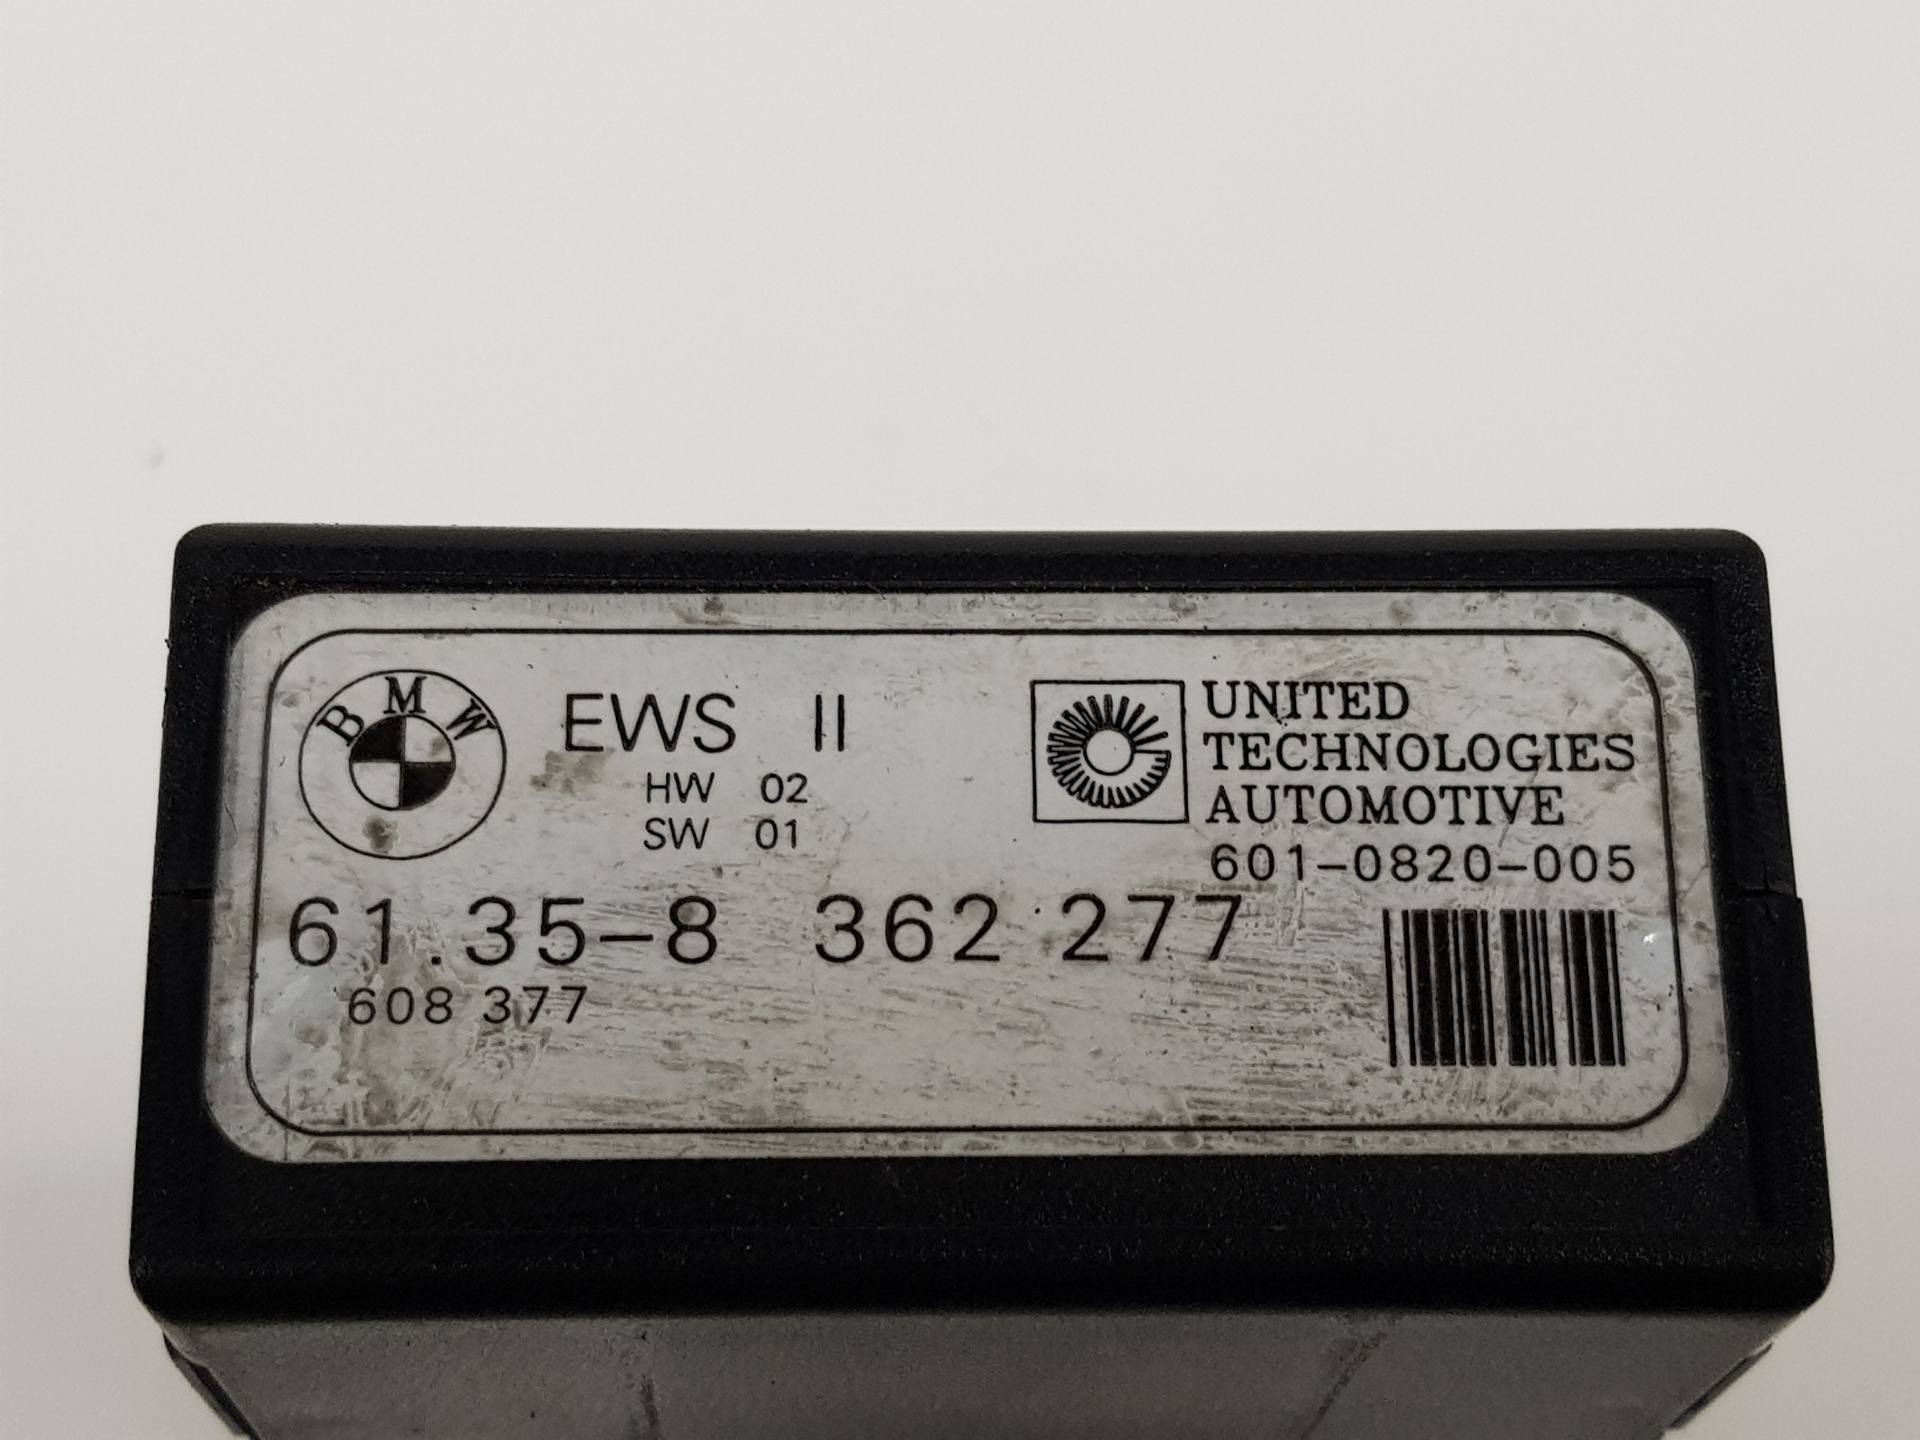 BMW
EWS II
HW 02
SW 01
UNITED
TECHNOLOGIES
AUTOMOTIVE
601-0820-005
61.35-8 362 277
608 377